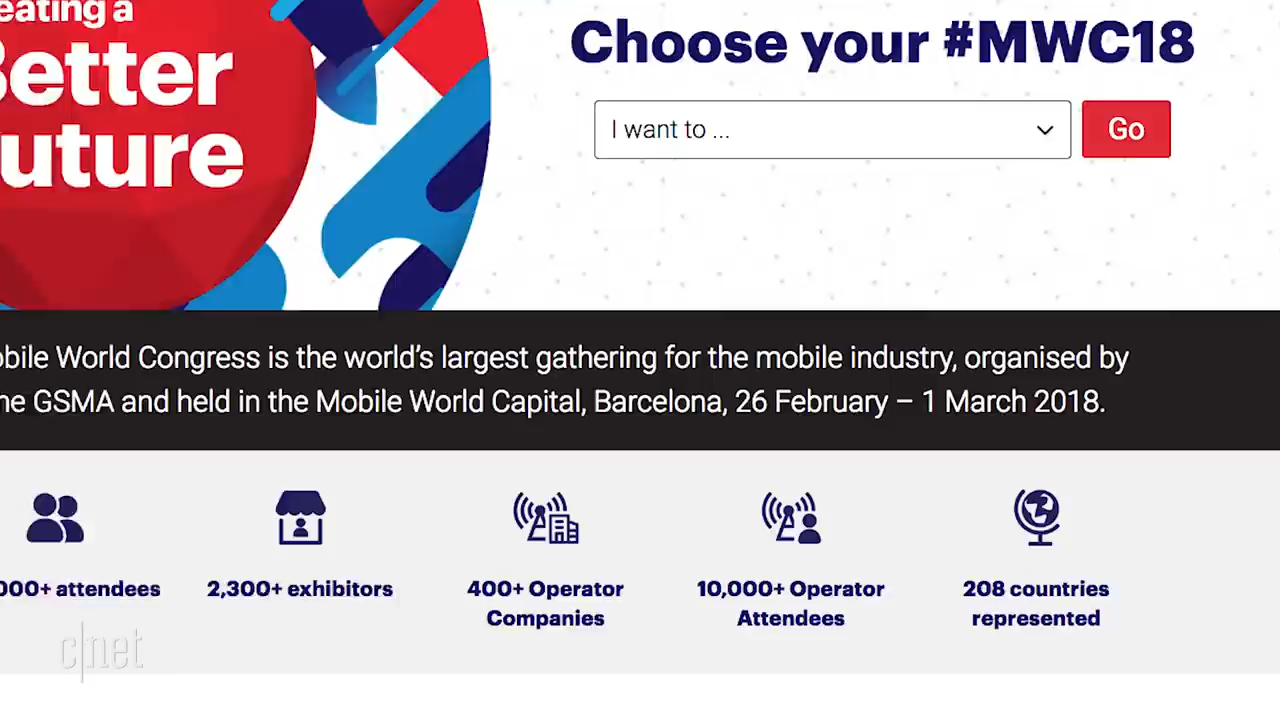 eating a
Better
uture
Choose your #MWC18
I want to ...
Go
obile World Congress is the world's largest gathering for the mobile industry, organised by
he GSMA and held in the Mobile World Capital, Barcelona, 26 February – 1 March 2018.
000+ attendees
2,300+ exhibitors
400+ Operator
Companies
10,000+ Operator
Attendees
208 countries
represented
c|net